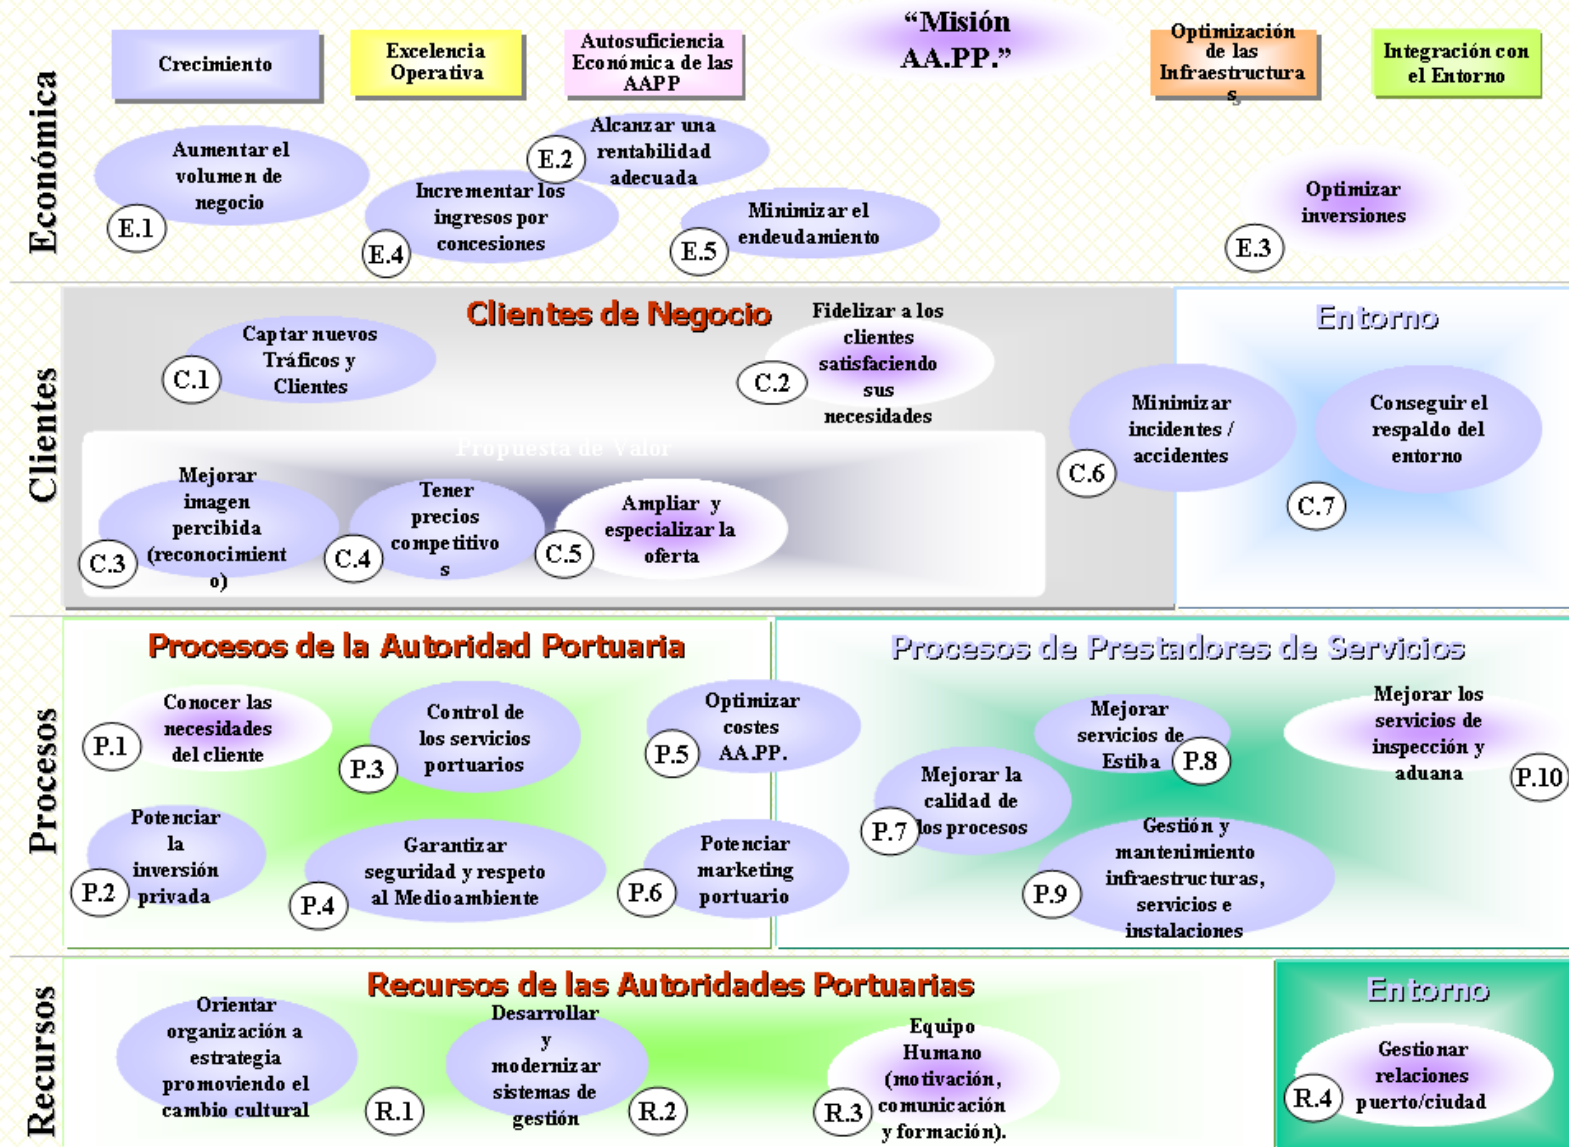 “Misión
AA.PP.”
Crecimiento
Excelencia
Operativa
Autosuficiencia
Económica de las
AAPP
Optimización
de las
Infraestructura
s
Integración con
el Entorno
Económica
Aumentar el
volumen de
negocio
E.1
Incrementar los
ingresos por
concesiones
E.4
Alcanzar una
rentabilidad
adecuada
E.2
Minimizar el
endeudamiento
E.5
Optimizar
inversiones
E.3
Clientes
Clientes de Negocio
Captar nuevos
Tráficos y
Clientes
C.1
Fidelizar a los
clientes
satisfaciendo
sus
necesidades
C.2
Propuesta de Valor
Mejorar
imagen
percibida
(reconocimient
o)
C.3
Tener
precios
competitivo
s
C.4
Ampliar y
especializar la
oferta
C.5
Entorno
Minimizar
incidentes /
accidentes
C.6
Conseguir el
respaldo del
entorno
C.7
Procesos
Procesos de la Autoridad Portuaria
Conocer las
necesidades
del cliente
P.1
Control de
los servicios
portuarios
P.3
Optimizar
costes
AA.PP.
P.5
Potenciar
la
inversión
privada
P.2
Garantizar
seguridad y respeto
al Medioambiente
P.4
Potenciar
marketing
portuario
P.6
Procesos de Prestadores de Servicios
Mejorar la
calidad de
los procesos
P.7
Mejorar
servicios de
Estiba
P.8
Mejorar los
servicios de
inspección y
aduana
P.10
Gestión y
mantenimiento
infraestructuras,
servicios e
instalaciones
P.9
Recursos
Recursos de las Autoridades Portuarias
Orientar
organización a
estrategia
promoviendo el
cambio cultural
R.1
Desarrollar
y
modernizar
sistemas de
gestión
R.2
Equipo
Humano
(motivación,
comunicación
y formación).
R.3
Entorno
Gestionar
relaciones
puerto/ciudad
R.4